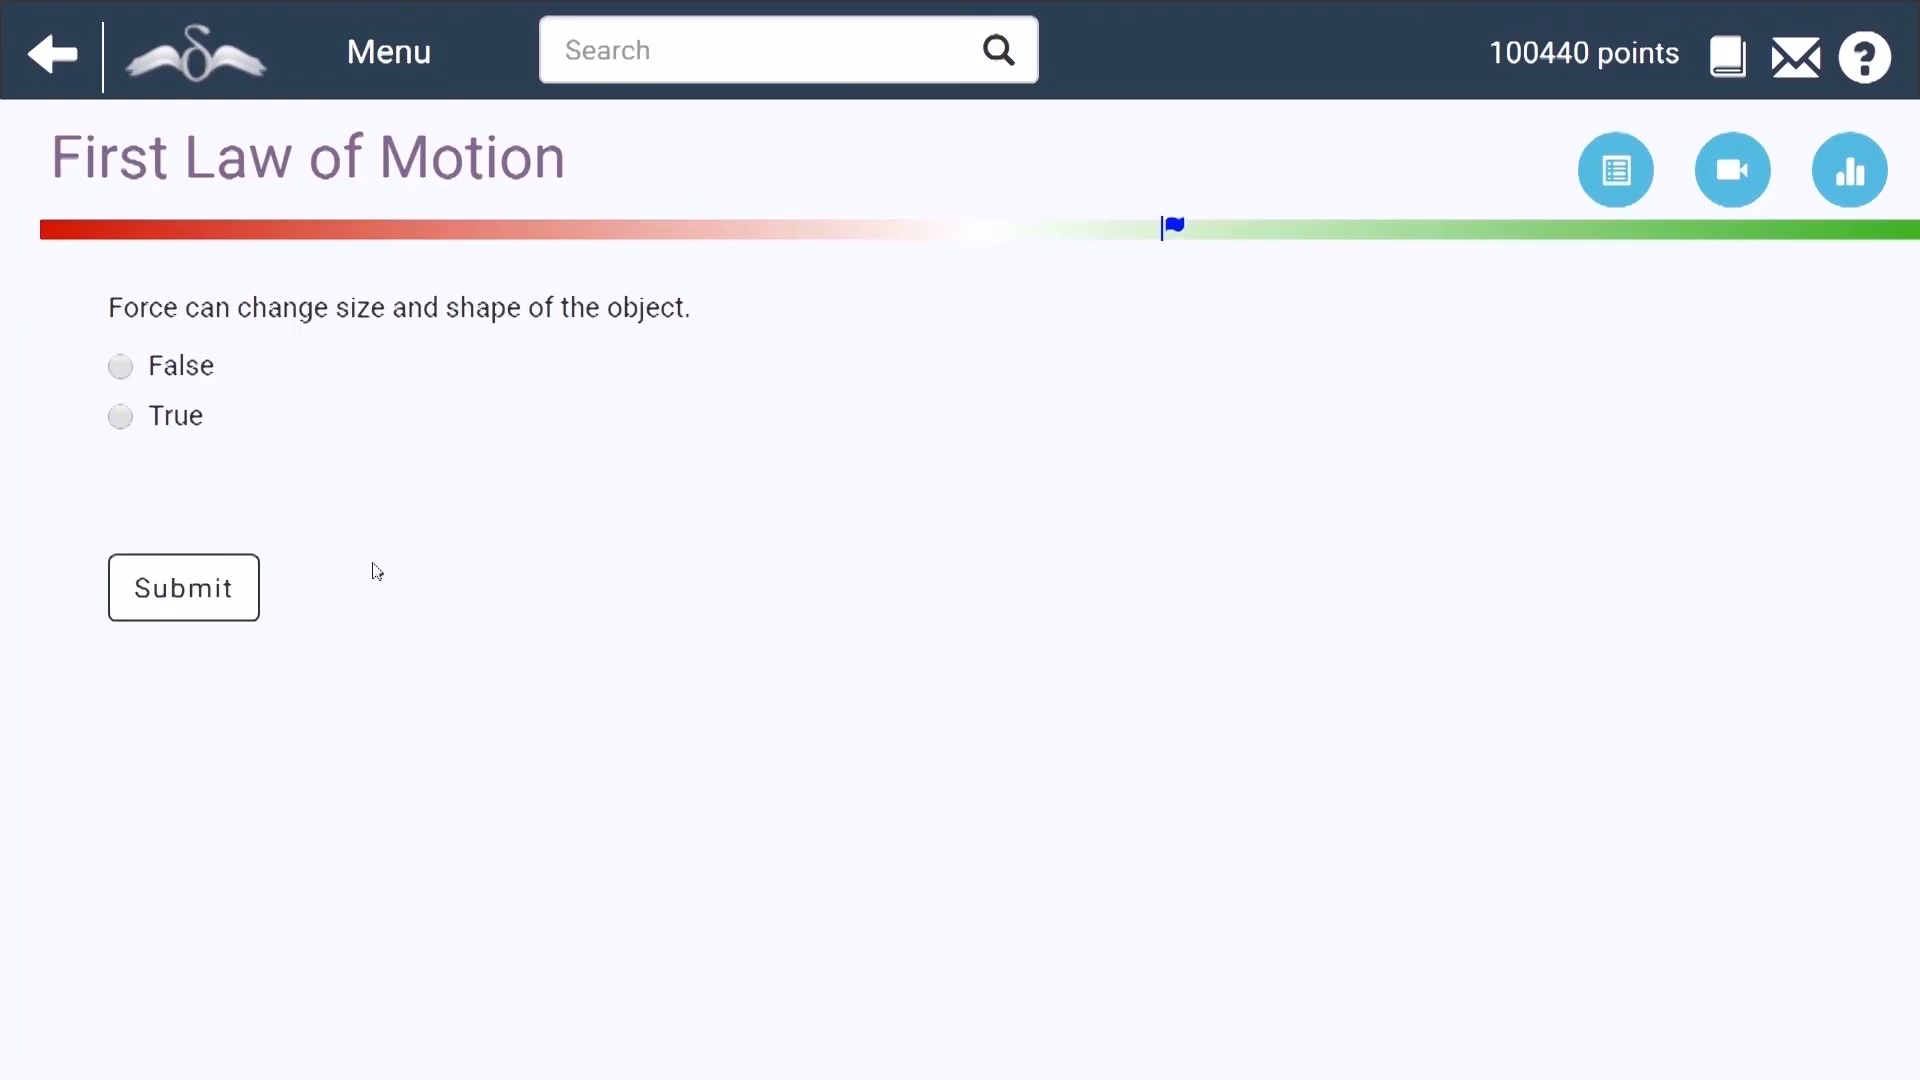 Menu
Search
100440 points
First Law of Motion
Force can change size and shape of the object.
False
True
Submit